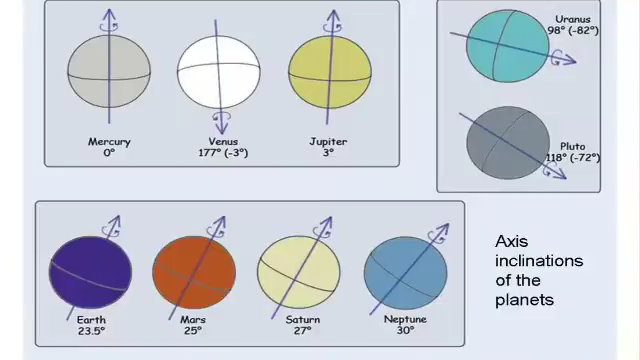 Mercury
0°
Venus
177° (-3°)
Jupiter
3°
Uranus
98° (-82°)
Pluto
118° (-72°)
Earth
23.5°
Mars
25°
Saturn
27°
Neptune
30°
Axis
inclinations
of the
planets